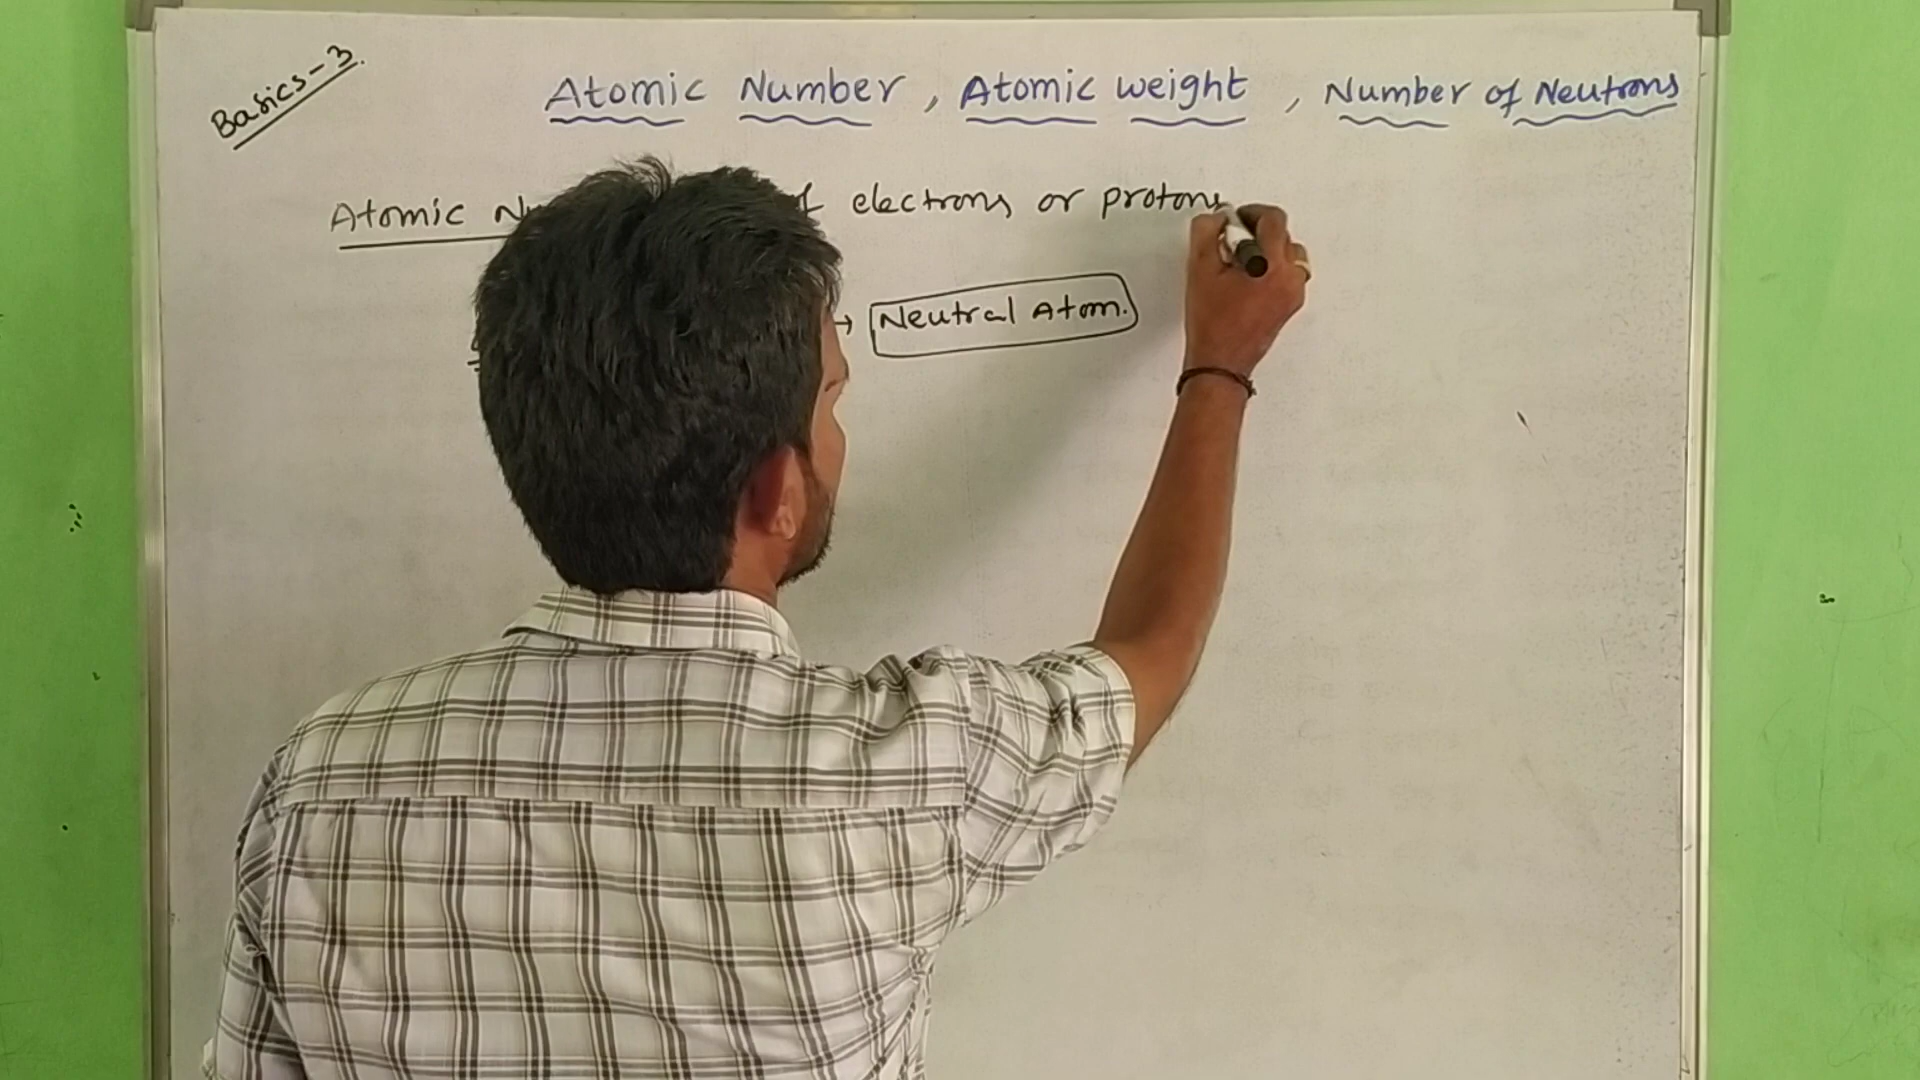 Basics-3.
Atomic Number, Atomic weight, Number of Neutrons
Atomic electrons or protons
→ Neutral Atom.